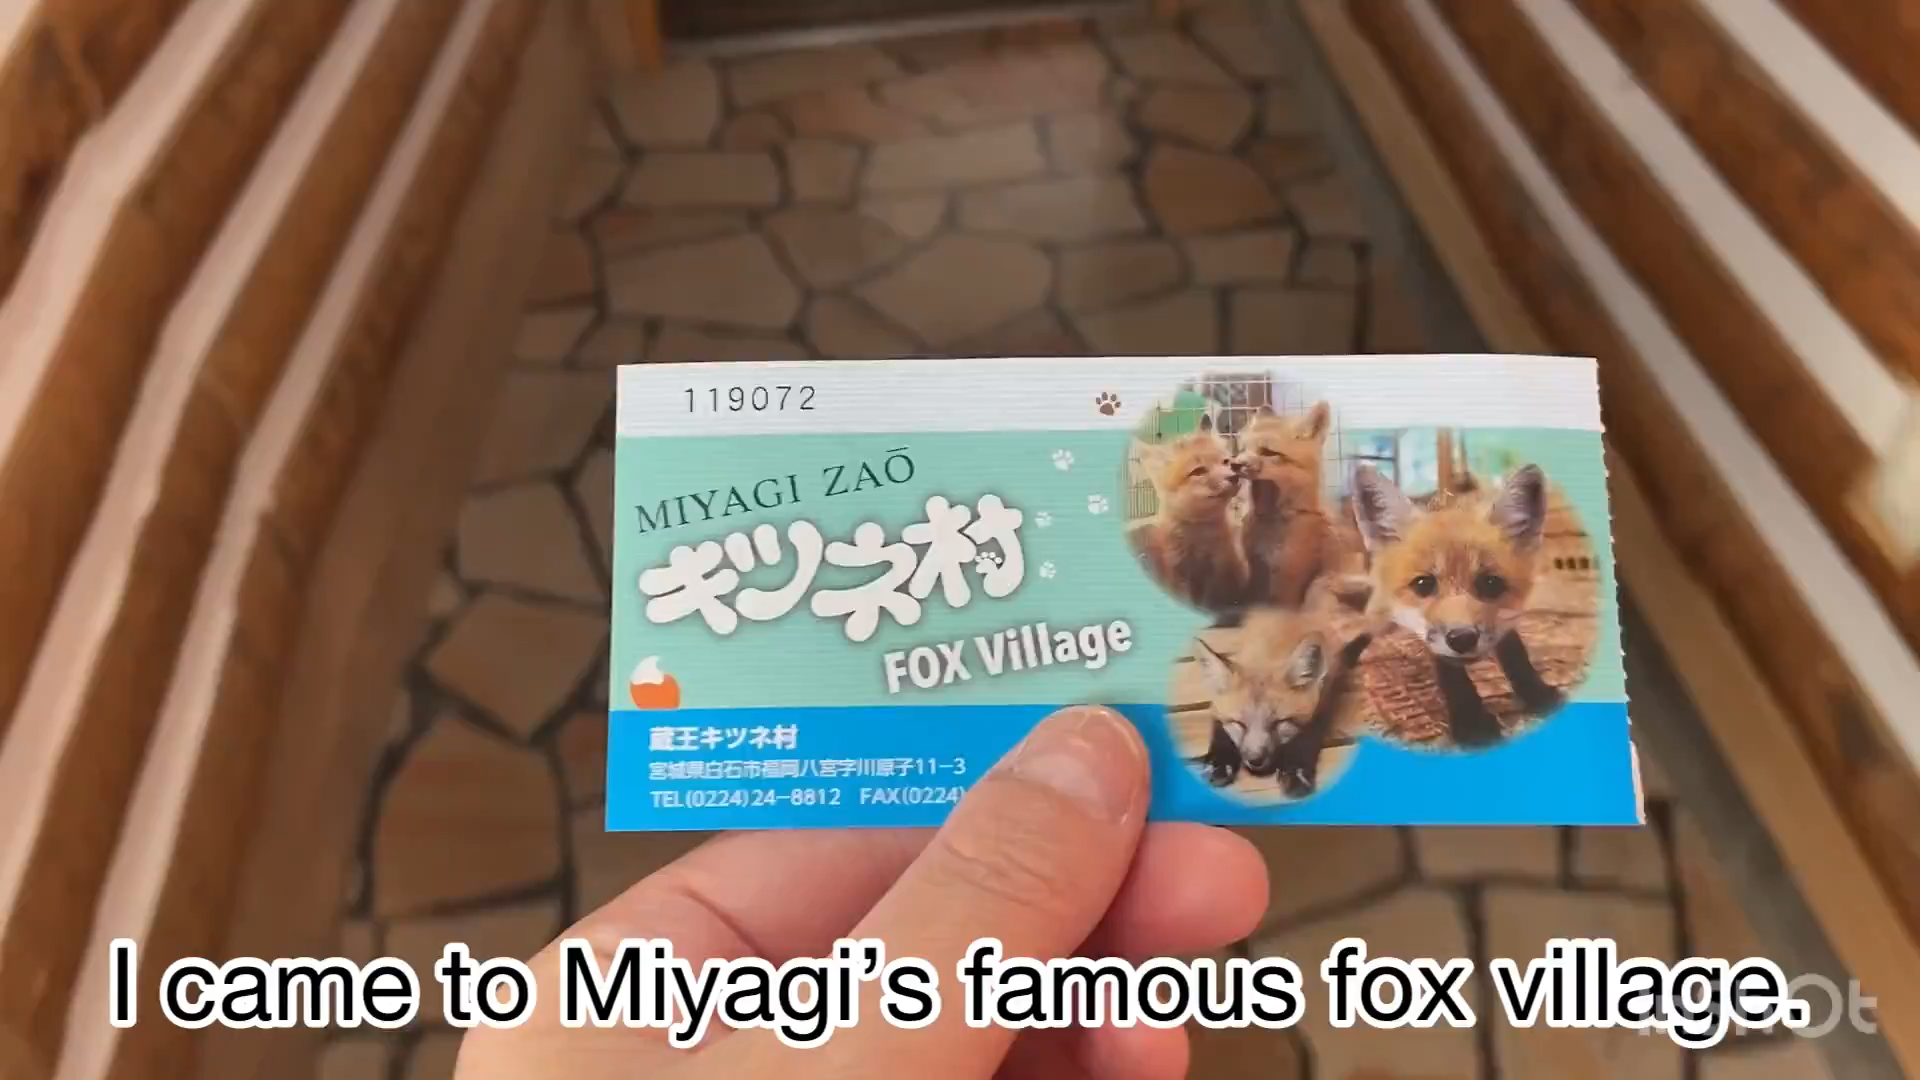 119072
MIYAGI ZAŌ
キツネ村
FOX Village
蔵王キツネ村
宮城県白石市福岡八宮字川原子11-3
TEL(0224)24-8812 FAX(0224)
I came to Miyagi's famous fox village.
InShOt